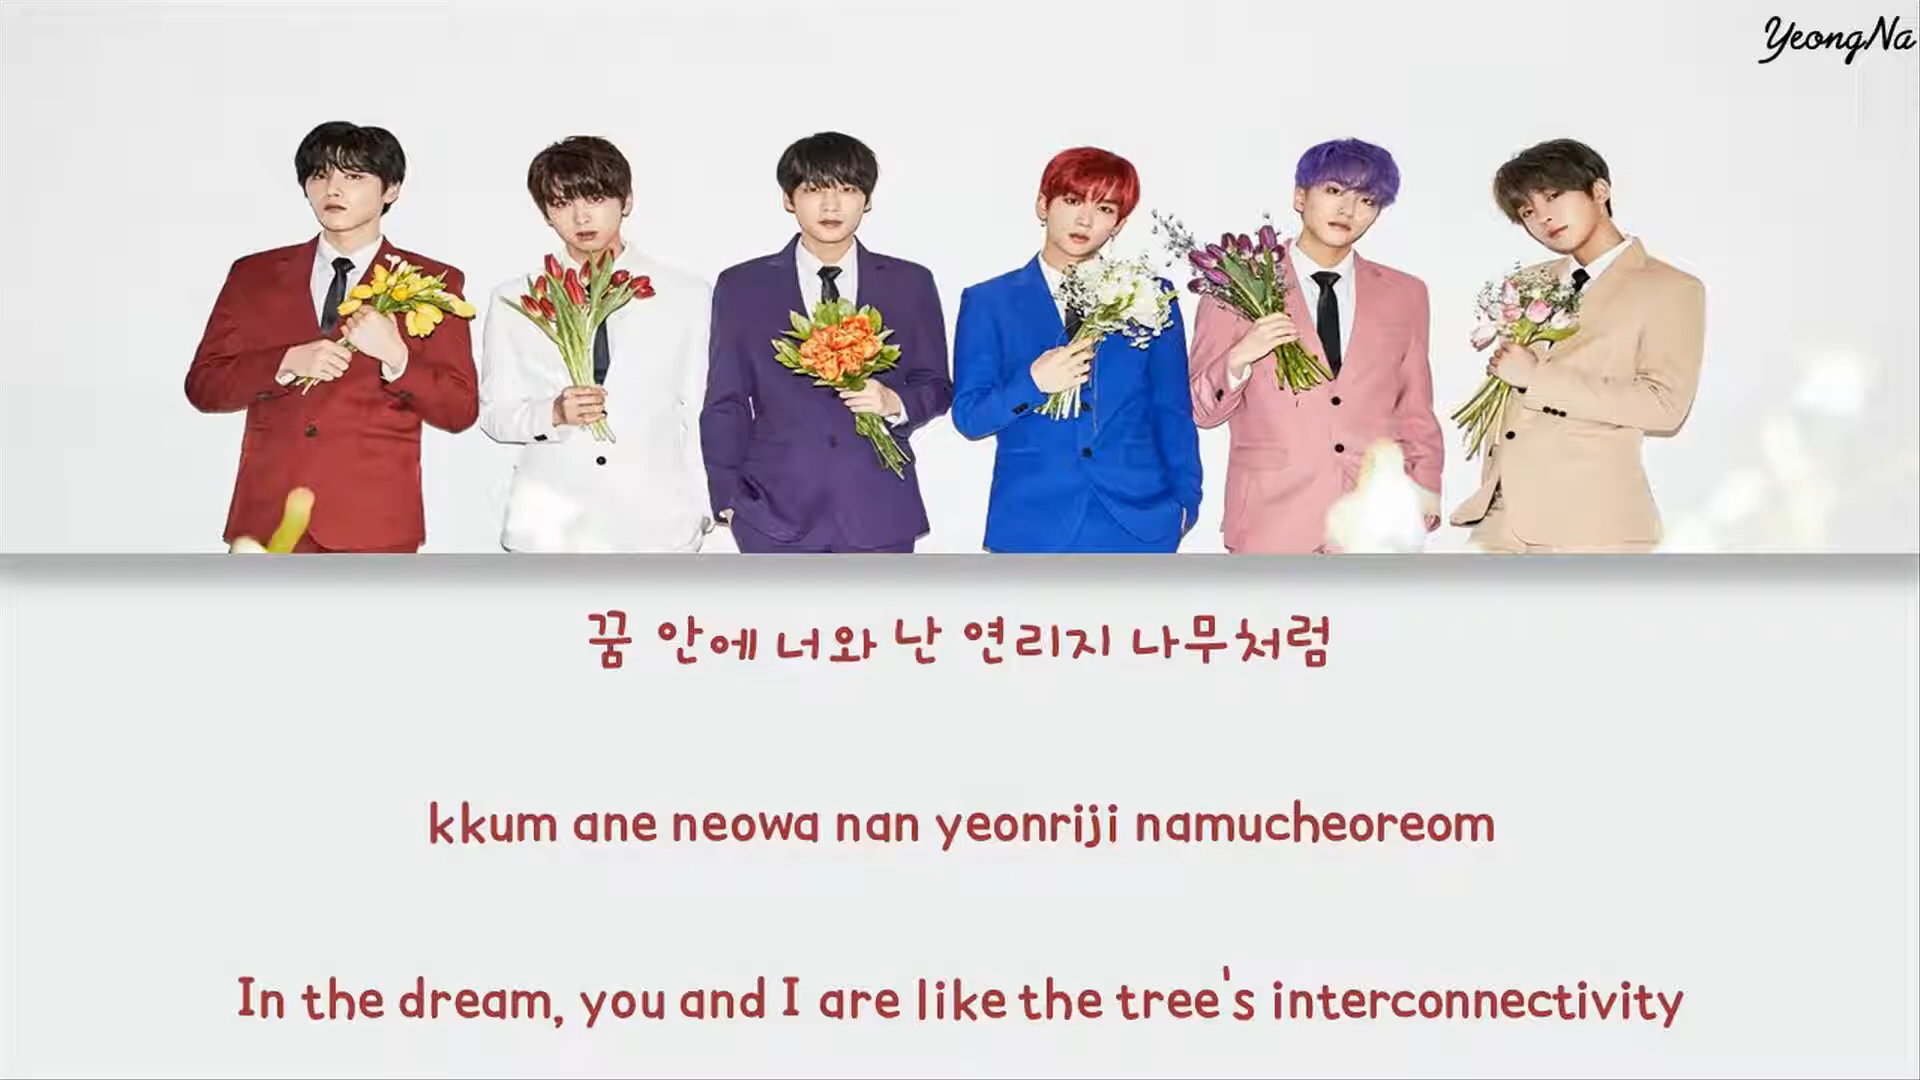 YeongNa
꿈 안에 너와 난 연리지 나무처럼
kkum ane neowa nan yeonriji namucheoreom
In the dream, you and I are like the tree's interconnectivity